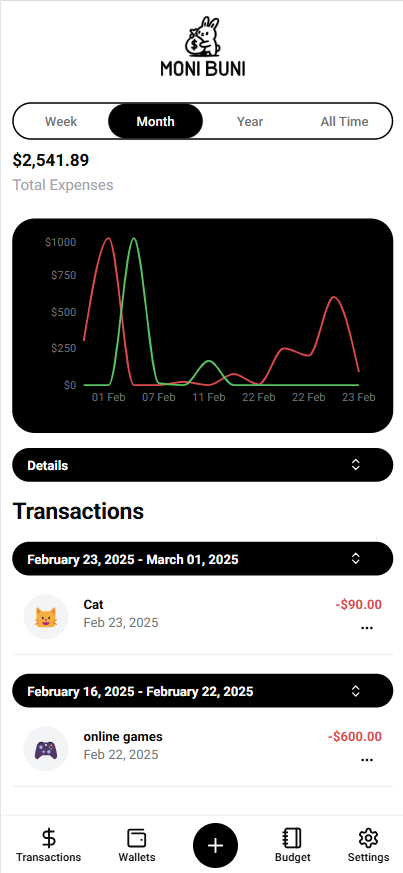 MONI BUNI
Week Month Year All Time
$2,541.89
Total Expenses
$1000
$750
$500
$250
$0
01 Feb 07 Feb 11 Feb 22 Feb 22 Feb 23 Feb
Details
Transactions
February 23, 2025 - March 01, 2025
Cat -$90.00
Feb 23, 2025 ...
February 16, 2025 - February 22, 2025
online games -$600.00
Feb 22, 2025 ...
Transactions Wallets + Budget Settings